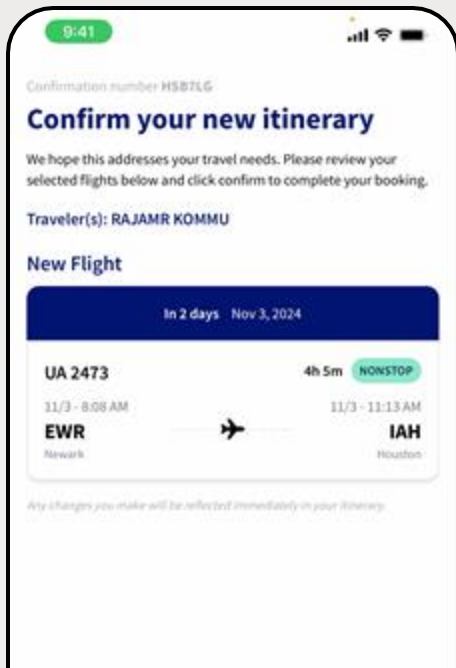 9:41
Confirmation number HSB7LG
Confirm your new itinerary
We hope this addresses your travel needs. Please review your
selected flights below and click confirm to complete your booking.
Traveler(s): RAJAMR KOMMU
New Flight
In 2 days Nov 3, 2024
UA 2473 4h 5m NONSTOP
11/3 - 8:08 AM 11/3 - 11:13 AM
EWR IAH
Newark Houston
Any changes you make will be reflected immediately in your itinerary.